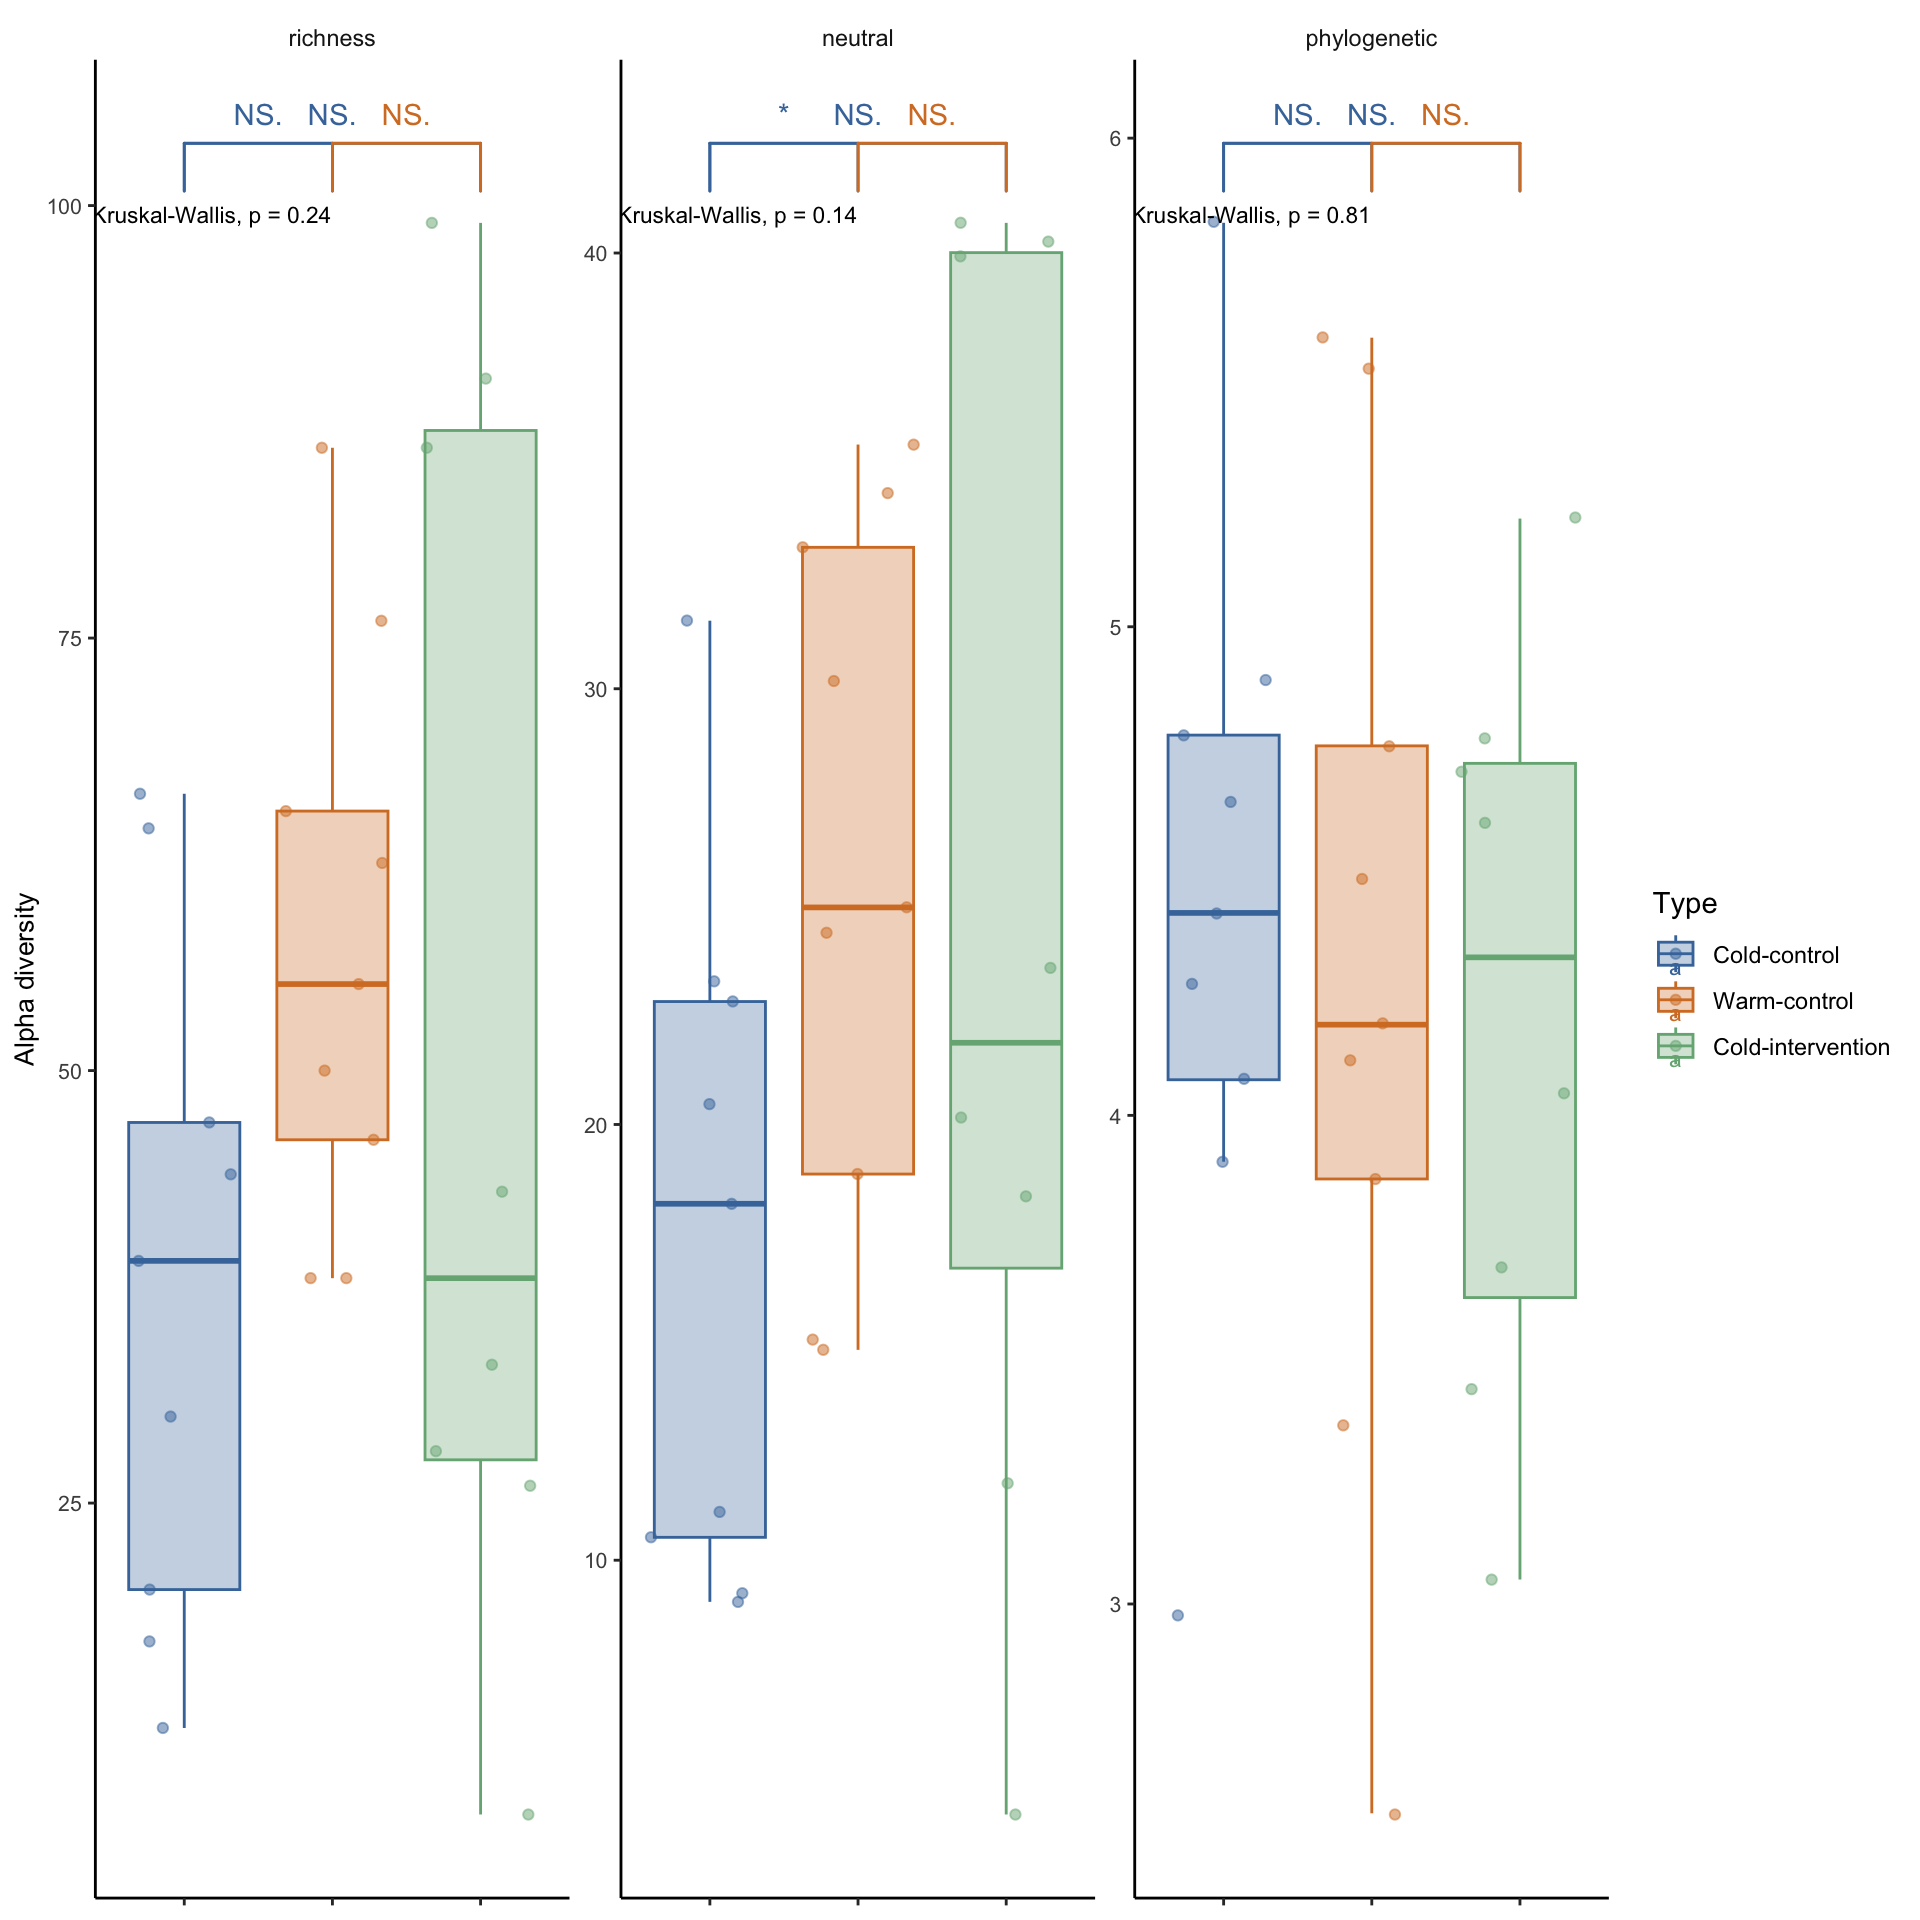 richness
neutral
phylogenetic
NS. NS. NS.
* NS. NS.
NS. NS. NS.
Kruskal-Wallis, p = 0.24
Kruskal-Wallis, p = 0.14
Kruskal-Wallis, p = 0.81
100
75
50
25
40
30
20
10
6
5
4
3
Alpha diversity
Type
a Cold-control
a Warm-control
a Cold-intervention